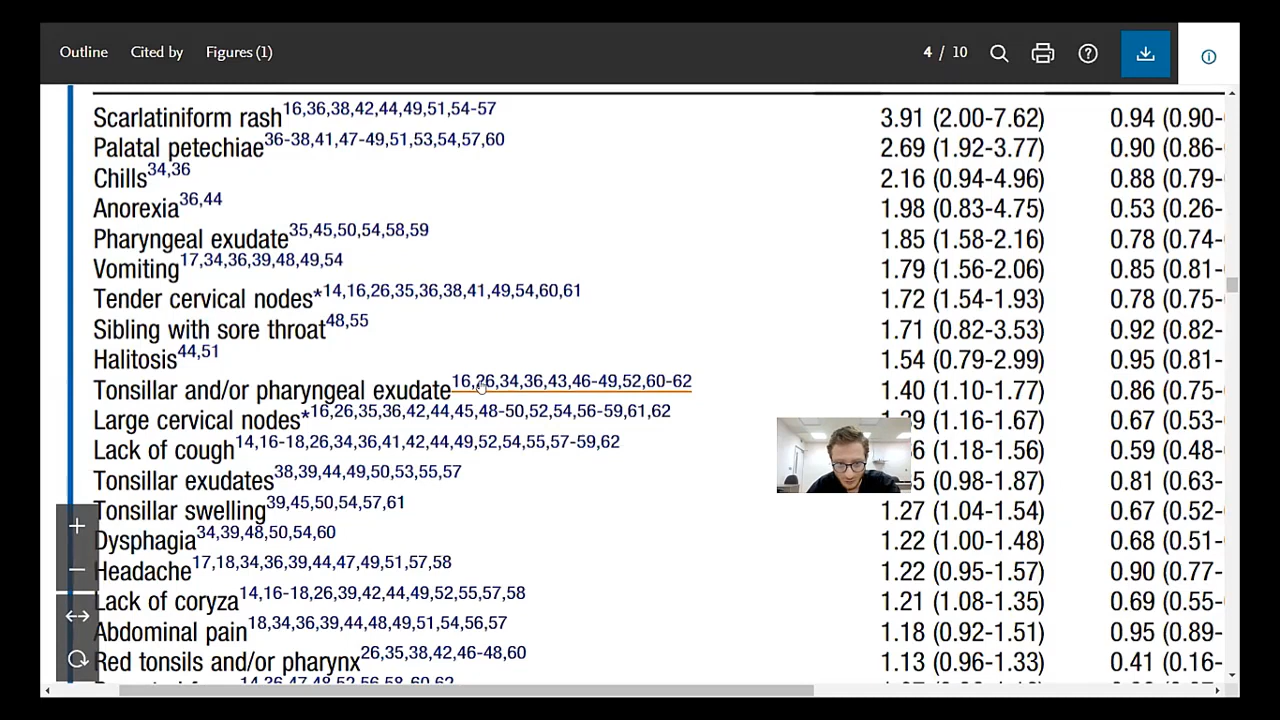 Outline Cited by Figures (1) 4 / 10
Scarlatiniform rash16,36,38,42,44,49,51,54-57 3.91 (2.00-7.62) 0.94 (0.90-
Palatal petechiae36-38,41,47-49,51,53,54,57,60 2.69 (1.92-3.77) 0.90 (0.86-
Chills34,36 2.16 (0.94-4.96) 0.88 (0.79-
Anorexia36,44 1.98 (0.83-4.75) 0.53 (0.26-
Pharyngeal exudate35,45,50,54,58,59 1.85 (1.58-2.16) 0.78 (0.74-
Vomiting17,34,36,39,48,49,54 1.79 (1.56-2.06) 0.85 (0.81-
Tender cervical nodes*14,16,26,35,36,38,41,49,54,60,61 1.72 (1.54-1.93) 0.78 (0.75-
Sibling with sore throat48,55 1.71 (0.82-3.53) 0.92 (0.82-
Halitosis44,51 1.54 (0.79-2.99) 0.95 (0.81-
Tonsillar and/or pharyngeal exudate16,26,34,36,43,46-49,52,60-62 1.40 (1.10-1.77) 0.86 (0.75-
Large cervical nodes*16,26,35,36,42,44,45,48-50,52,54,56-59,61,62 (1.16-1.67) 0.67 (0.53-
Lack of cough14,16-18,26,34,36,41,42,44,49,52,54,55,57-59,62 (1.18-1.56) 0.59 (0.48-
Tonsillar exudates38,39,44,49,50,53,55,57 (0.98-1.87) 0.81 (0.63-
Tonsillar swelling39,45,50,54,57,61 1.27 (1.04-1.54) 0.67 (0.52-
Dysphagia34,39,48,50,54,60 1.22 (1.00-1.48) 0.68 (0.51-
Headache17,18,34,36,39,44,47,49,51,57,58 1.22 (0.95-1.57) 0.90 (0.77-
Lack of coryza14,16-18,26,39,42,44,49,52,55,57,58 1.21 (1.08-1.35) 0.69 (0.55-
Abdominal pain18,34,36,39,44,48,49,51,54,56,57 1.18 (0.92-1.51) 0.95 (0.89-
Red tonsils and/or pharynx26,35,38,42,46-48,60 1.13 (0.96-1.33) 0.41 (0.16-